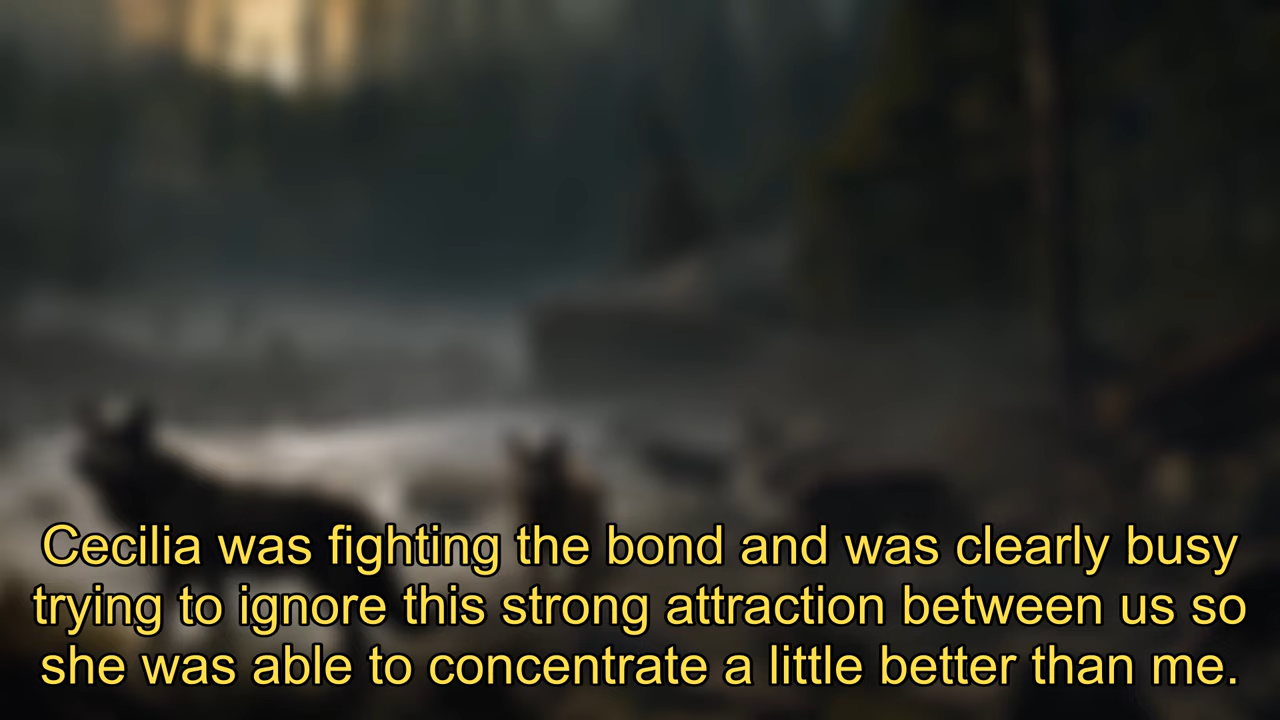 Cecilia was fighting the bond and was clearly busy
trying to ignore this strong attraction between us so
she was able to concentrate a little better than me.